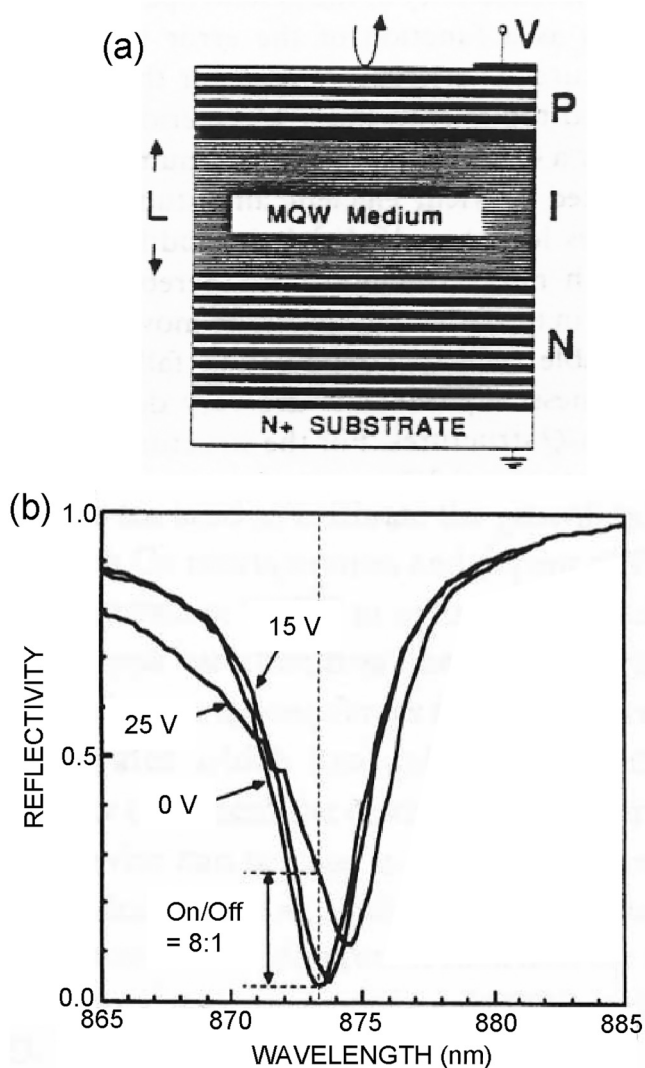 (a)
V
P
L
MQW Medium
I
N
N+ SUBSTRATE
(b)
1.0
15 V
25 V
0.5
0 V
On/Off
= 8:1
0.0
865
870
875
880
885
REFLECTIVITY
WAVELENGTH (nm)